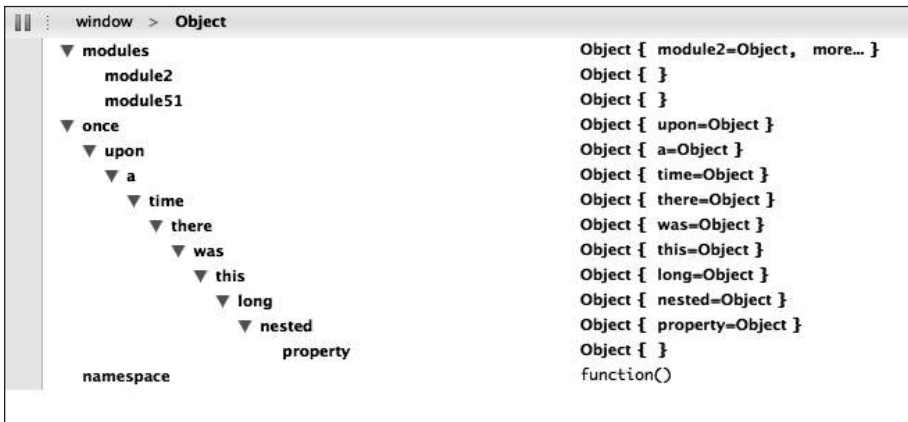 window > Object
modules Object { module2=Object, more... }
module2 Object { }
module51 Object { }
once Object { upon=Object }
upon Object { a=Object }
a Object { time=Object }
time Object { there=Object }
there Object { was=Object }
was Object { this=Object }
this Object { long=Object }
long Object { nested=Object }
nested Object { property=Object }
property Object { }
namespace function()